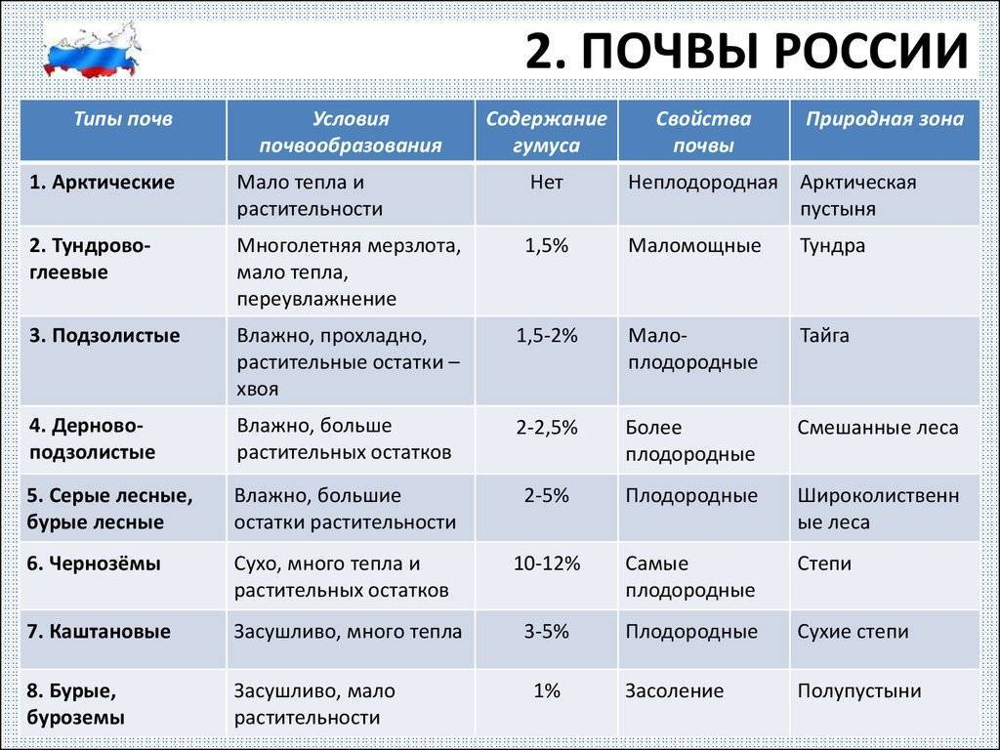 2. ПОЧВЫ РОССИИ
Типы почв
Условия
почвообразования
Содержание
гумуса
Свойства
почвы
Природная зона
1. Арктические
Мало тепла и
растительности
Нет
Неплодородная
Арктическая
пустыня
2. Тундрово-
глеевые
Многолетняя мерзлота,
мало тепла,
переувлажнение
1,5%
Маломощные
Тундра
3. Подзолистые
Влажно, прохладно,
растительные остатки –
хвоя
1,5-2%
Мало-
плодородные
Тайга
4. Дерново-
подзолистые
Влажно, больше
растительных остатков
2-2,5%
Более
плодородные
Смешанные леса
5. Серые лесные,
бурые лесные
Влажно, большие
остатки растительности
2-5%
Плодородные
Широколиственн
ые леса
6. Чернозёмы
Сухо, много тепла и
растительных остатков
10-12%
Самые
плодородные
Степи
7. Каштановые
Засушливо, много тепла
3-5%
Плодородные
Сухие степи
8. Бурые,
буроземы
Засушливо, мало
растительности
1%
Засоление
Полупустыни